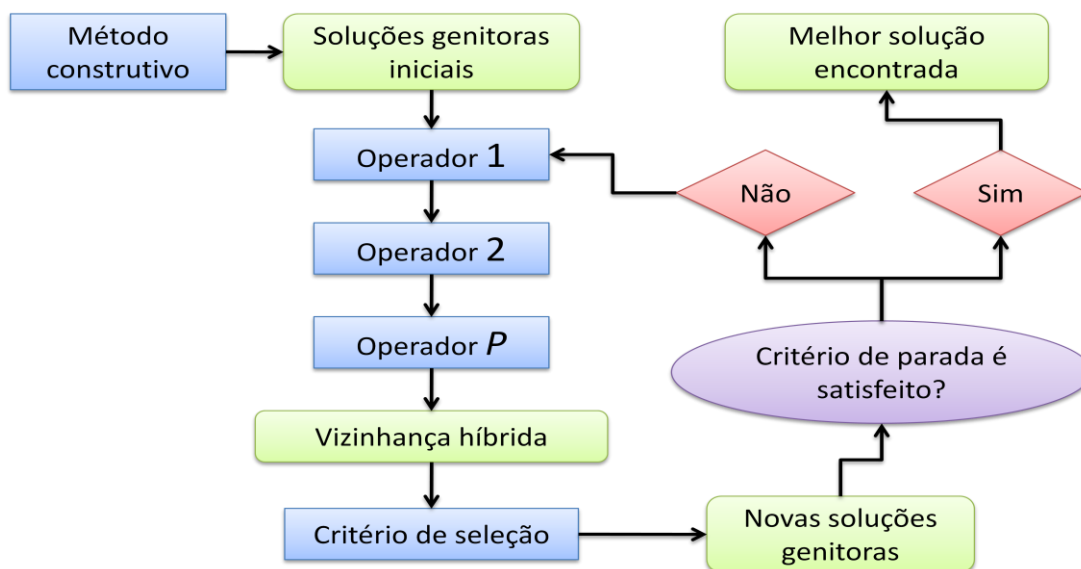 Método
construtivo
Soluções genitoras
iniciais
Operador 1
Operador 2
Operador P
Vizinhança híbrida
Critério de seleção
Novas soluções
genitoras
Critério de parada é
satisfeito?
Não
Sim
Melhor solução
encontrada